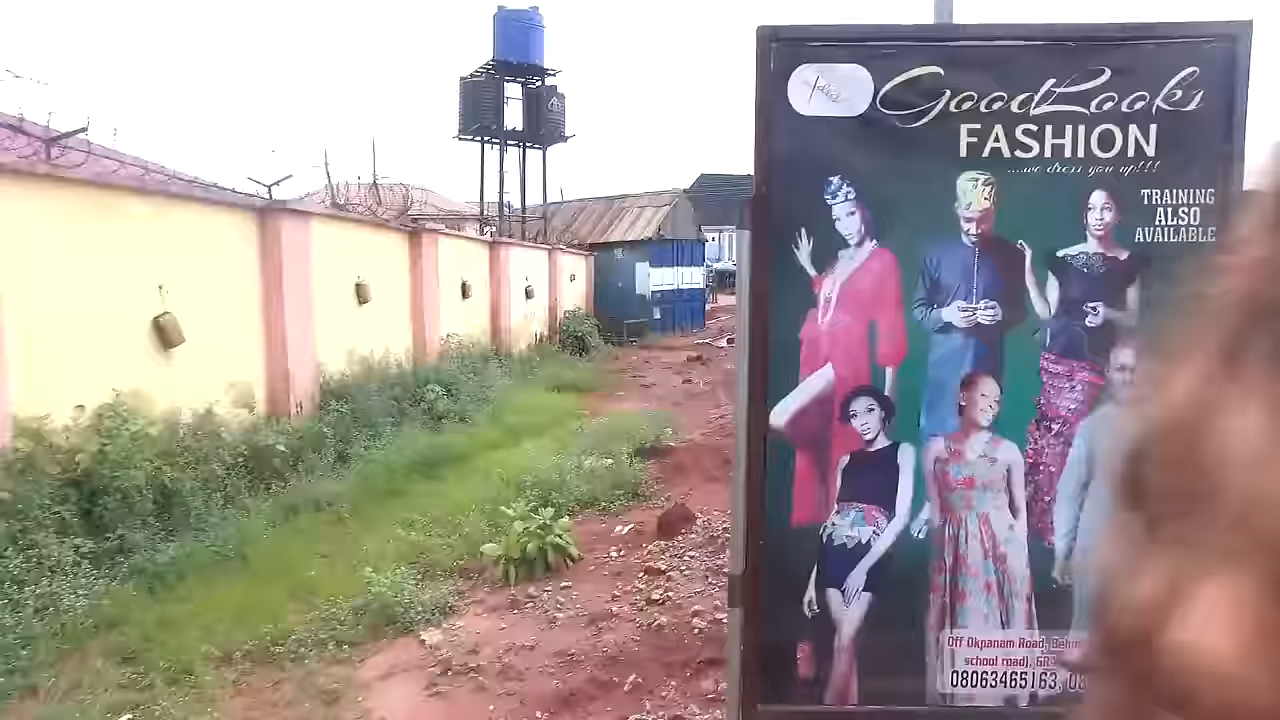 GoodLooks
FASHION
....we dress you up!!!
TRAINING
ALSO
AVAILABLE
Off Okpanam Road,
school road),
08063465163,